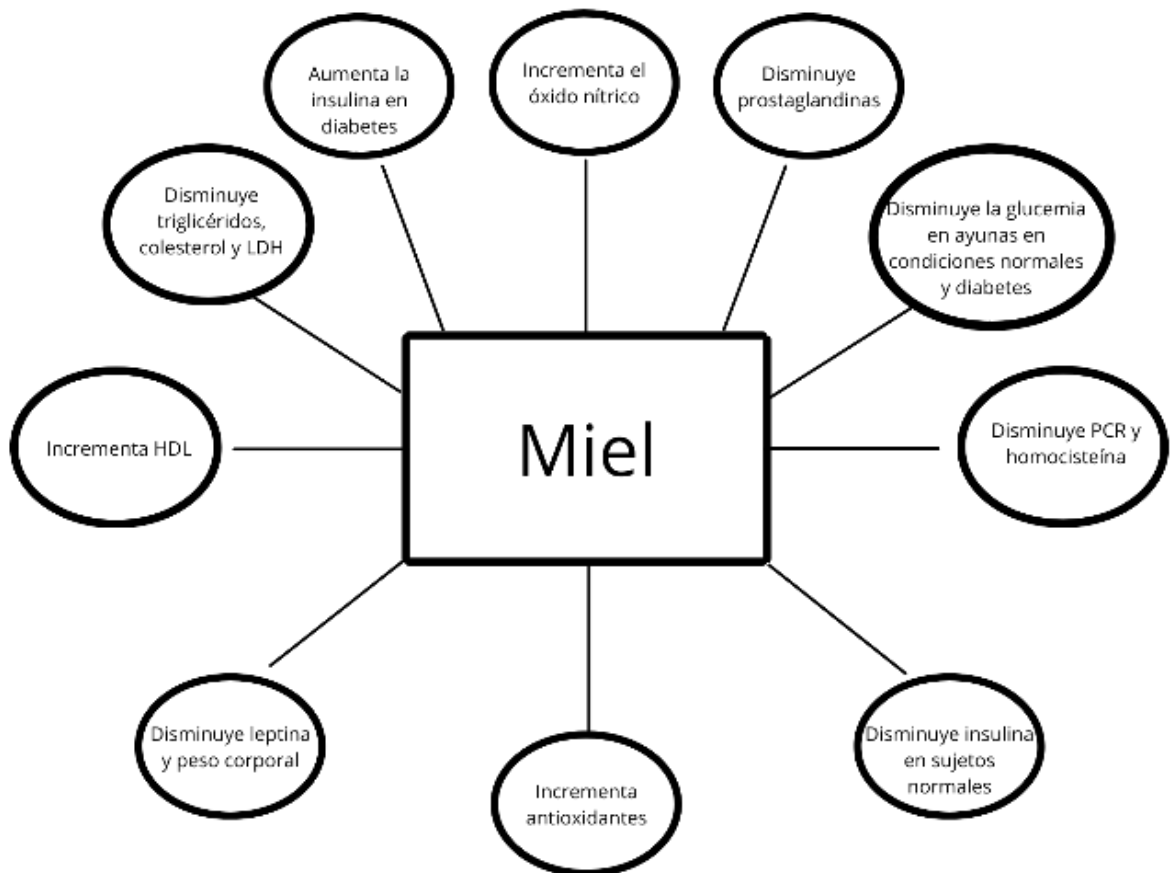 Aumenta la
insulina en
diabetes
Incrementa el
óxido nítrico
Disminuye
prostaglandinas
Disminuye
triglicéridos,
colesterol y LDH
Disminuye la glucemia
en ayunas en
condiciones normales
y diabetes
Incrementa HDL
Miel
Disminuye PCR y
homocisteína
Disminuye leptina
y peso corporal
Incrementa
antioxidantes
Disminuye insulina
en sujetos
normales